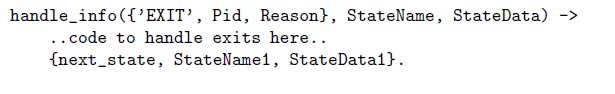 handle_info({'EXIT', Pid, Reason}, StateName, StateData) ->
    ..code to handle exits here..
    {next_state, StateName1, StateData1}.